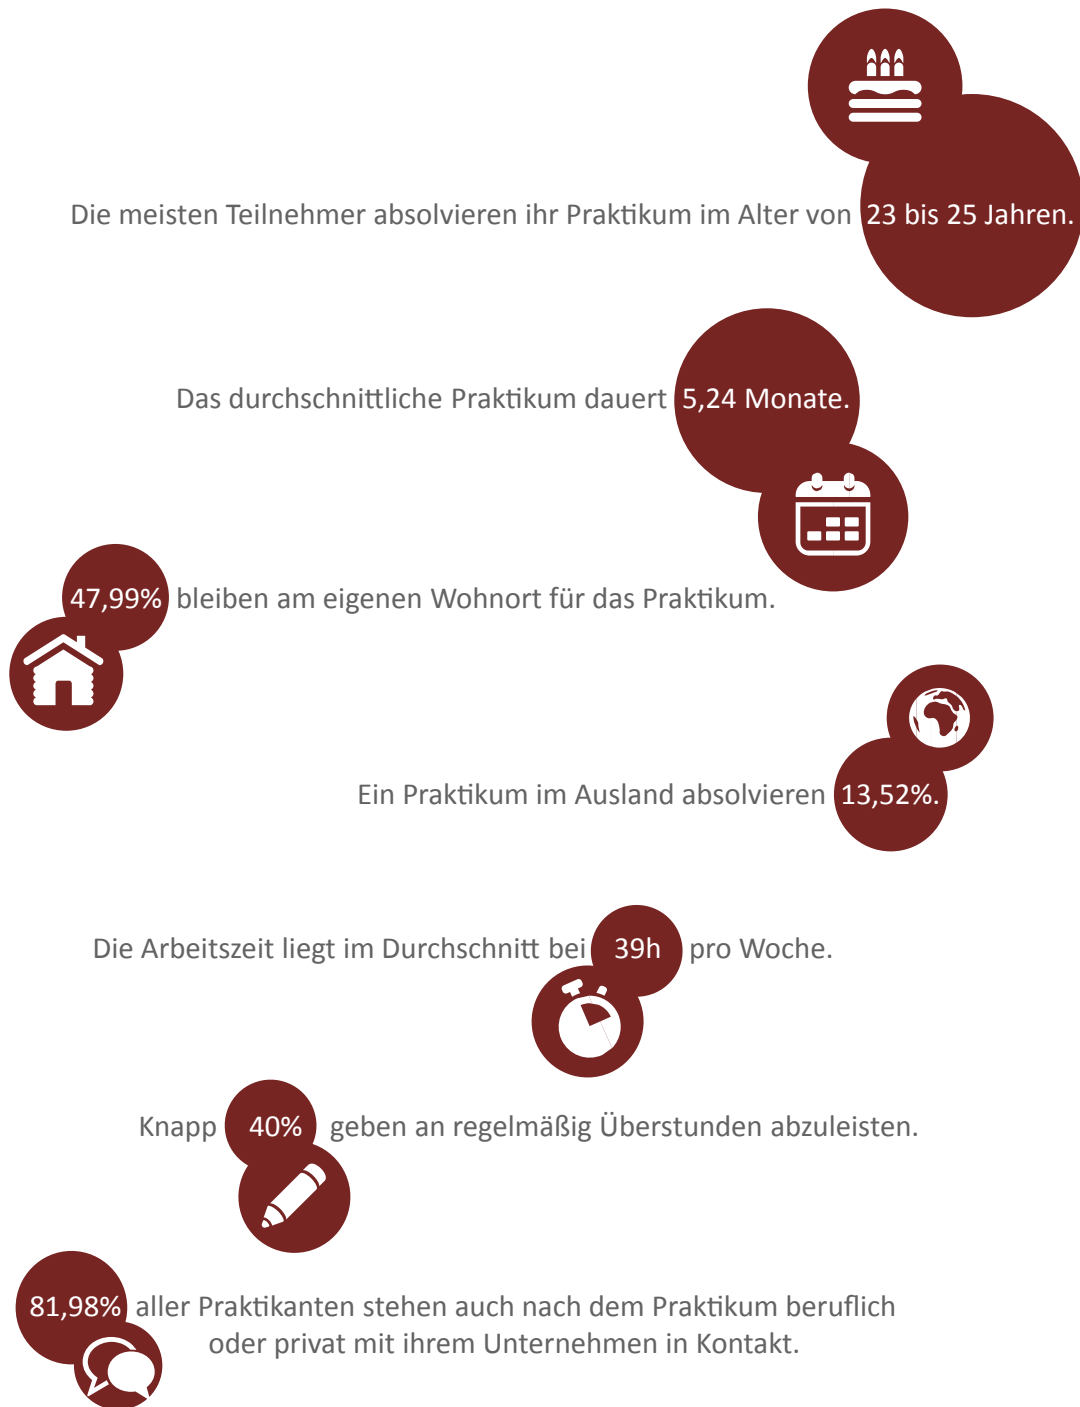 Die meisten Teilnehmer absolvieren ihr Praktikum im Alter von 23 bis 25 Jahren.
Das durchschnittliche Praktikum dauert 5,24 Monate.
47,99% bleiben am eigenen Wohnort für das Praktikum.
Ein Praktikum im Ausland absolvieren 13,52%.
Die Arbeitszeit liegt im Durchschnitt bei 39h pro Woche.
Knapp 40% geben an regelmäßig Überstunden abzuleisten.
81,98% aller Praktikanten stehen auch nach dem Praktikum beruflich
oder privat mit ihrem Unternehmen in Kontakt.